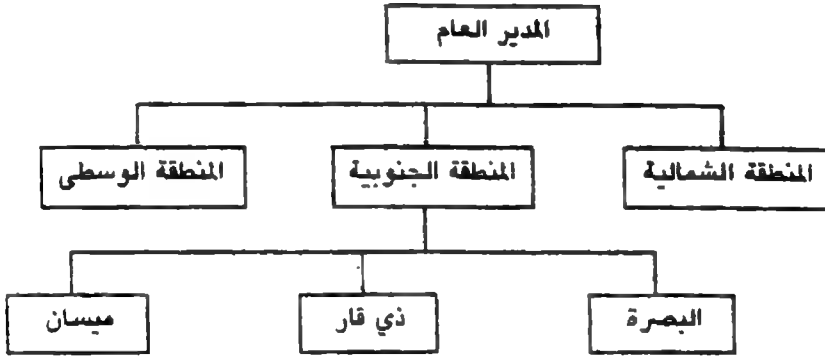 المدير العام
المنطقة الشمالية
المنطقة الجنوبية
المنطقة الوسطى
البصرة
ذي قار
ميسان